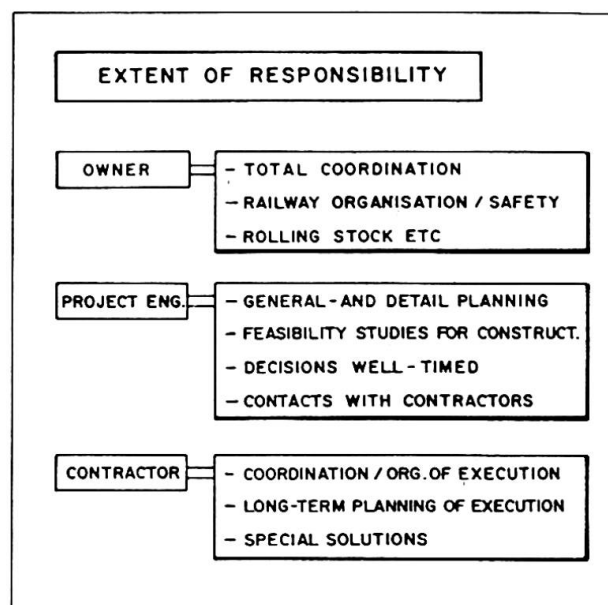 EXTENT OF RESPONSIBILITY
OWNER
- TOTAL COORDINATION
- RAILWAY ORGANISATION / SAFETY
- ROLLING STOCK ETC
PROJECT ENG.
- GENERAL-AND DETAIL PLANNING
- FEASIBILITY STUDIES FOR CONSTRUCT.
- DECISIONS WELL-TIMED
- CONTACTS WITH CONTRACTORS
CONTRACTOR
- COORDINATION / ORG. OF EXECUTION
- LONG-TERM PLANNING OF EXECUTION
- SPECIAL SOLUTIONS